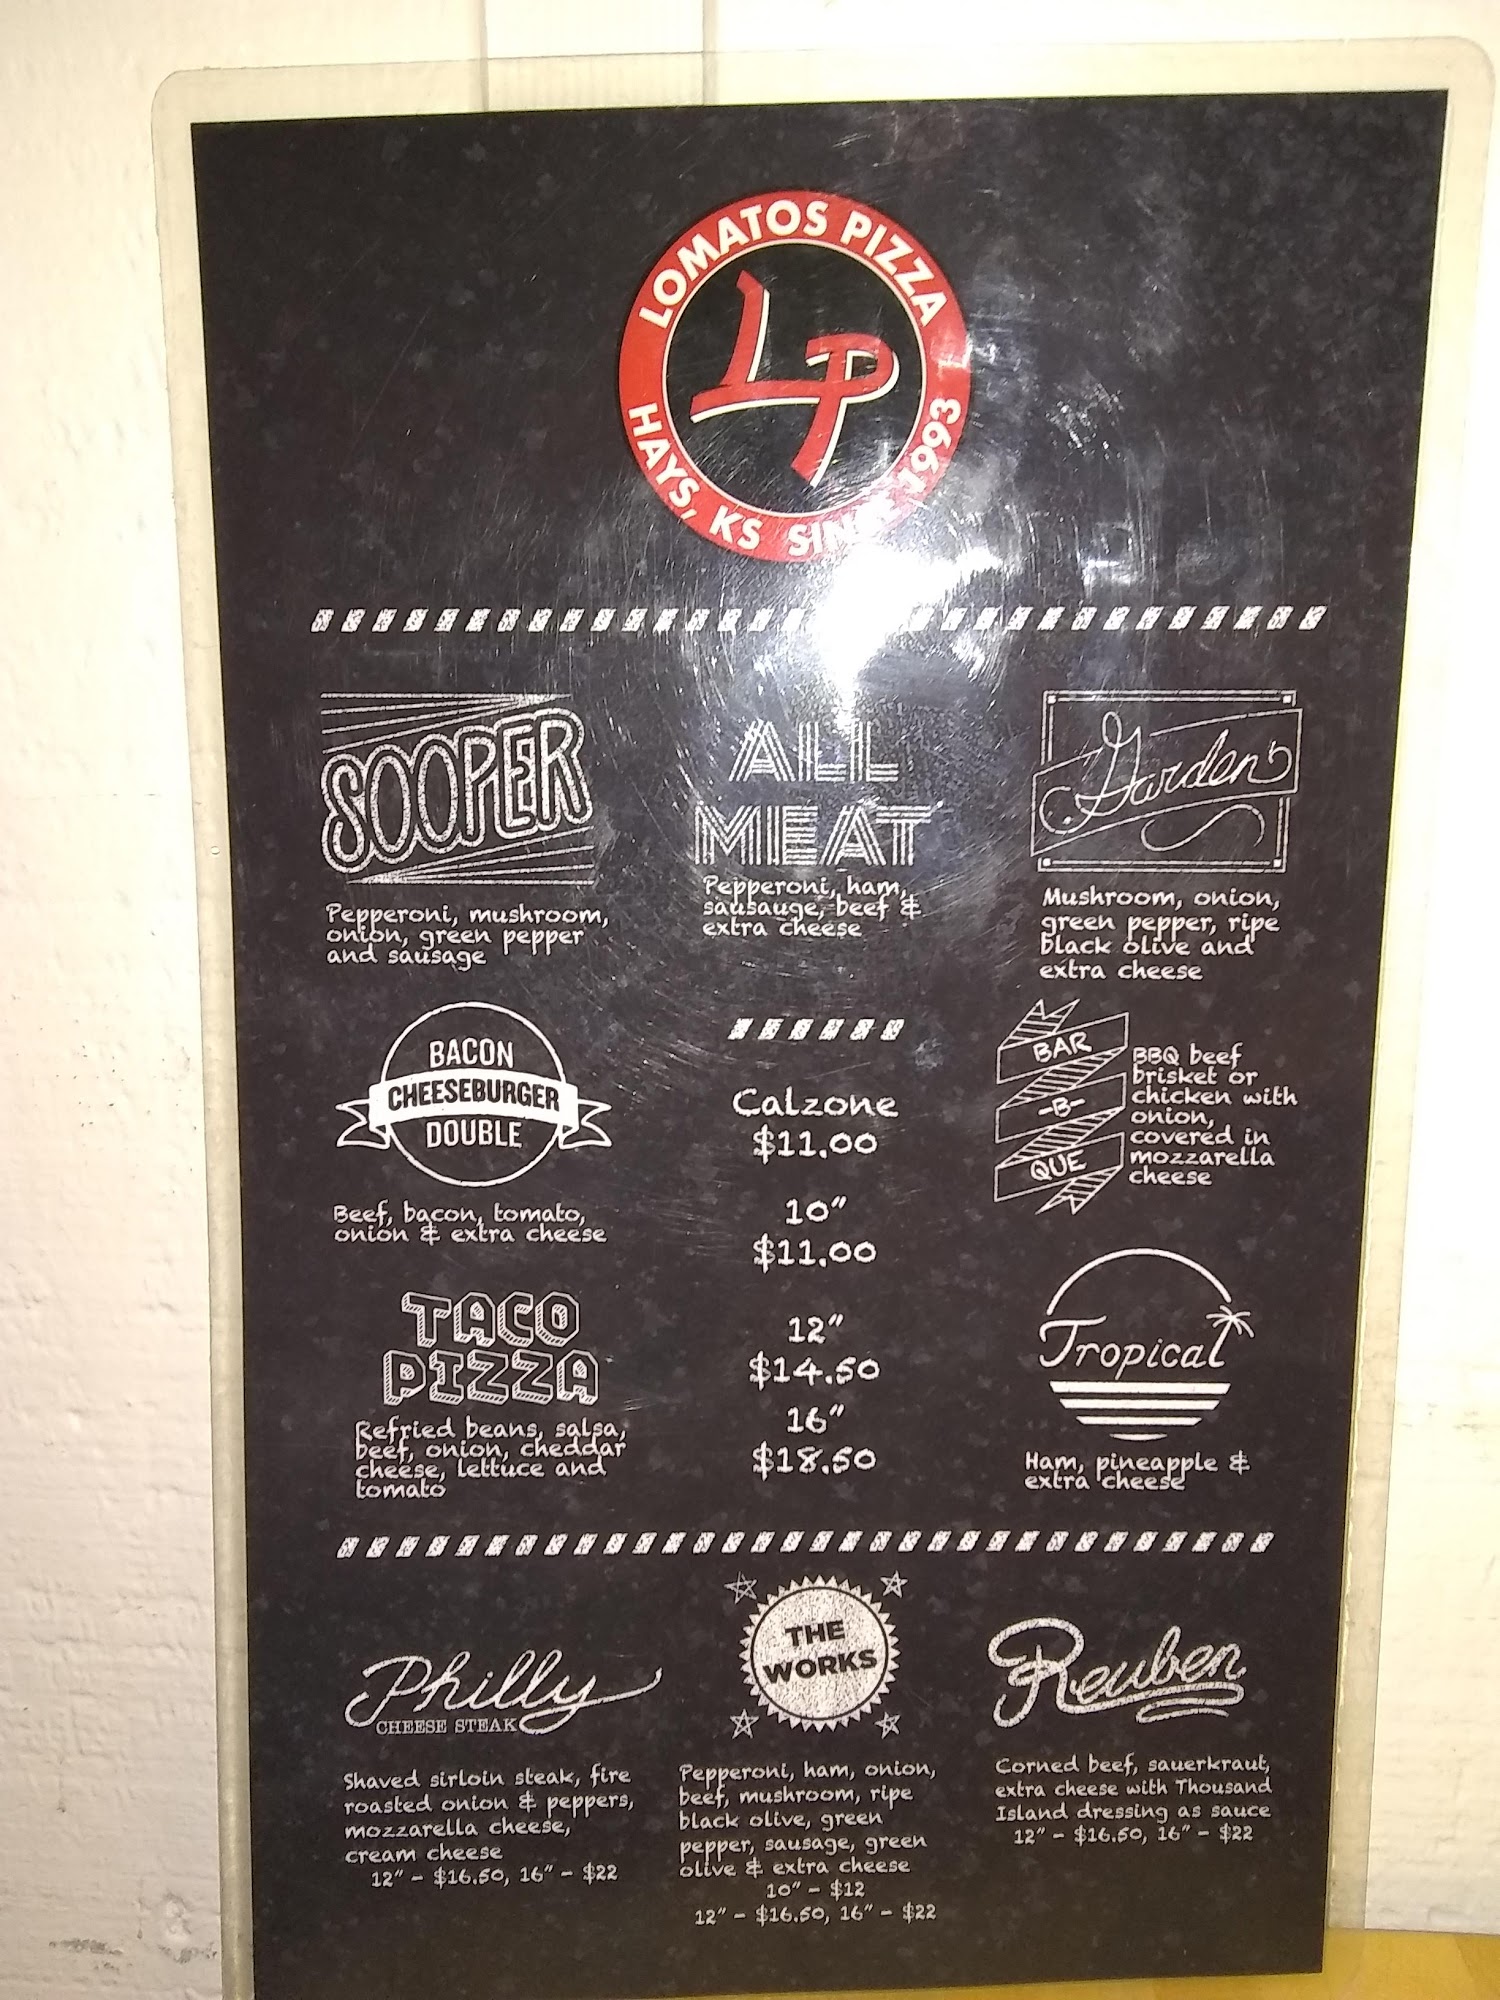 LOMATOS PIZZA
LP
HAYS, KS SINCE 1993
SOOPER
Pepperoni, mushroom,
onion, green pepper
and sausage
ALL
MEAT
Pepperoni, ham,
sausauge, beef &
extra cheese
Garden
Mushroom, onion,
green pepper, ripe
black olive and
extra cheese
BACON
CHEESEBURGER
DOUBLE
Beef, bacon, tomato,
onion & extra cheese
Calzone
$11.00
10"
$11.00
12"
$14.50
16"
$18.50
BAR
-B-
QUE
BBQ beef
brisket or
chicken with
onion,
covered in
mozzarella
cheese
TACO
PIZZA
Refried beans, salsa,
beef, onion, cheddar
cheese, lettuce and
tomato
Tropical
Ham, pineapple &
extra cheese
Philly
CHEESE STEAK
Shaved sirloin steak, fire
roasted onion & peppers,
mozzarella cheese,
cream cheese
12" - $16.50, 16" - $22
THE
WORKS
Pepperoni, ham, onion,
beef, mushroom, ripe
black olive, green
pepper, sausage, green
olive & extra cheese
10" - $12
12" - $16.50, 16" - $22
Reuben
Corned beef, sauerkraut,
extra cheese with Thousand
Island dressing as sauce
12" - $16.50, 16" - $22